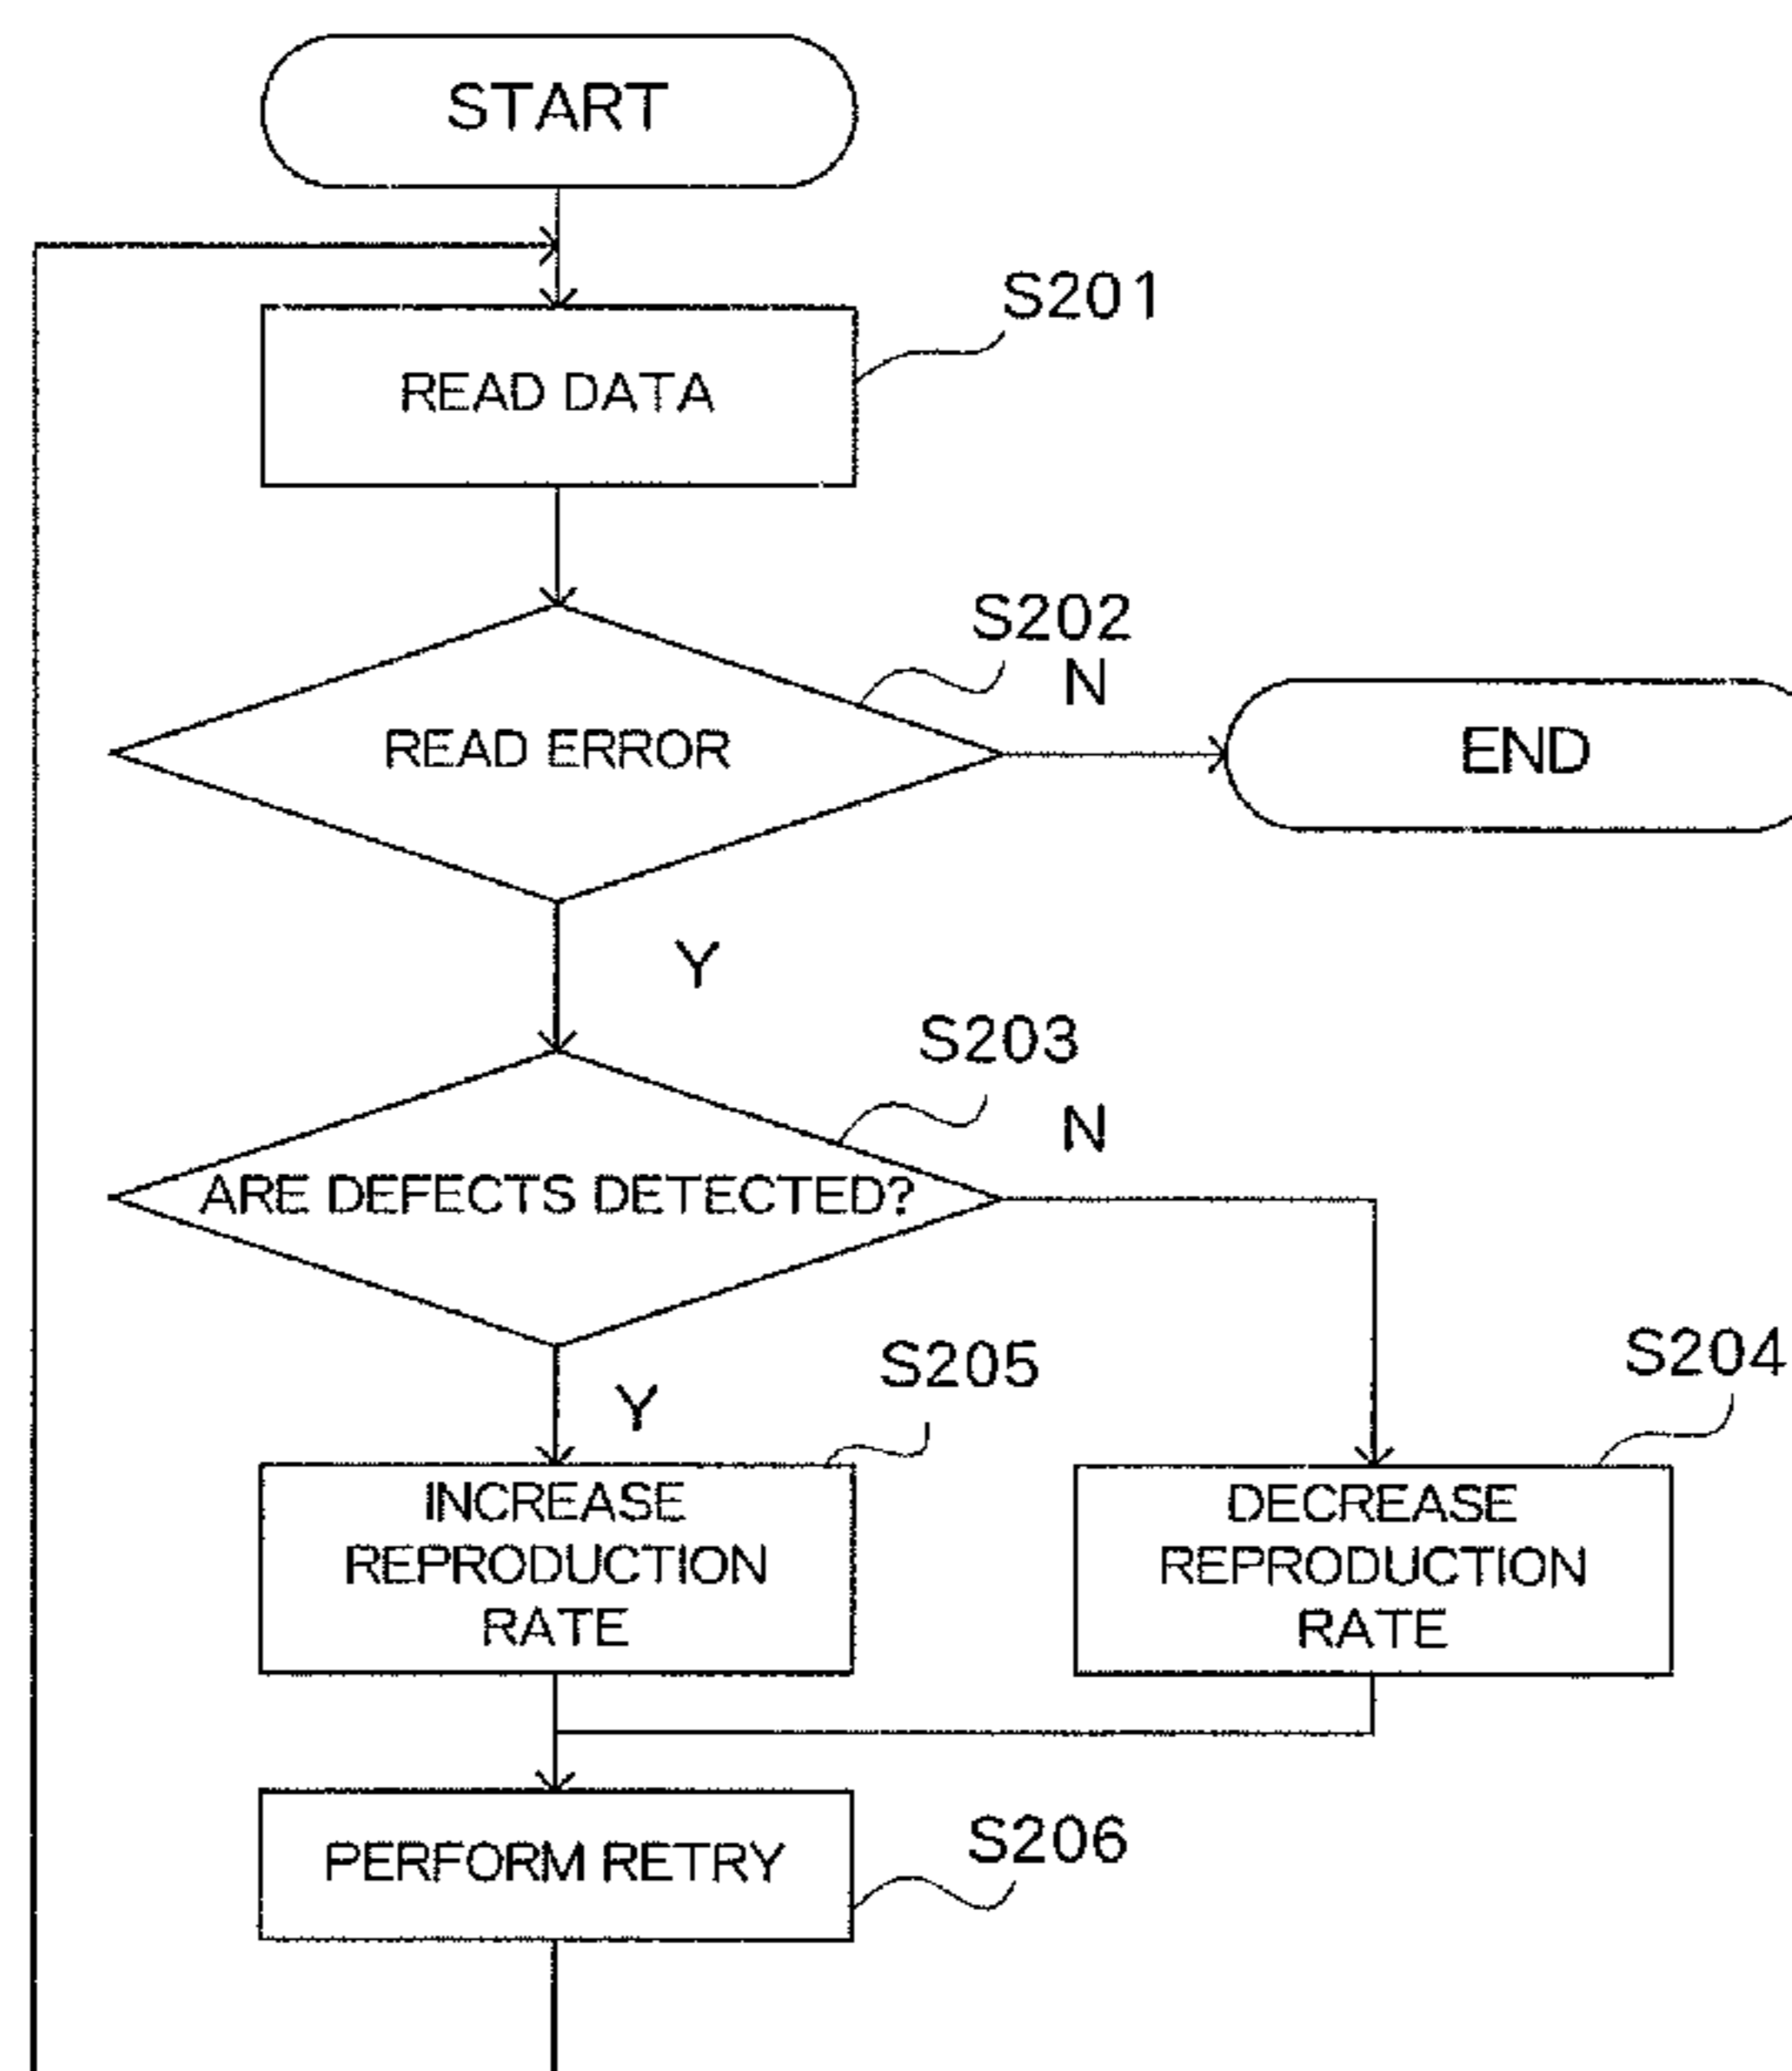 START
S201
READ DATA
S202
N
READ ERROR
END
Y
S203
N
ARE DEFECTS DETECTED?
S205
S204
Y
INCREASE
REPRODUCTION
RATE
DECREASE
REPRODUCTION
RATE
PERFORM RETRY
S206